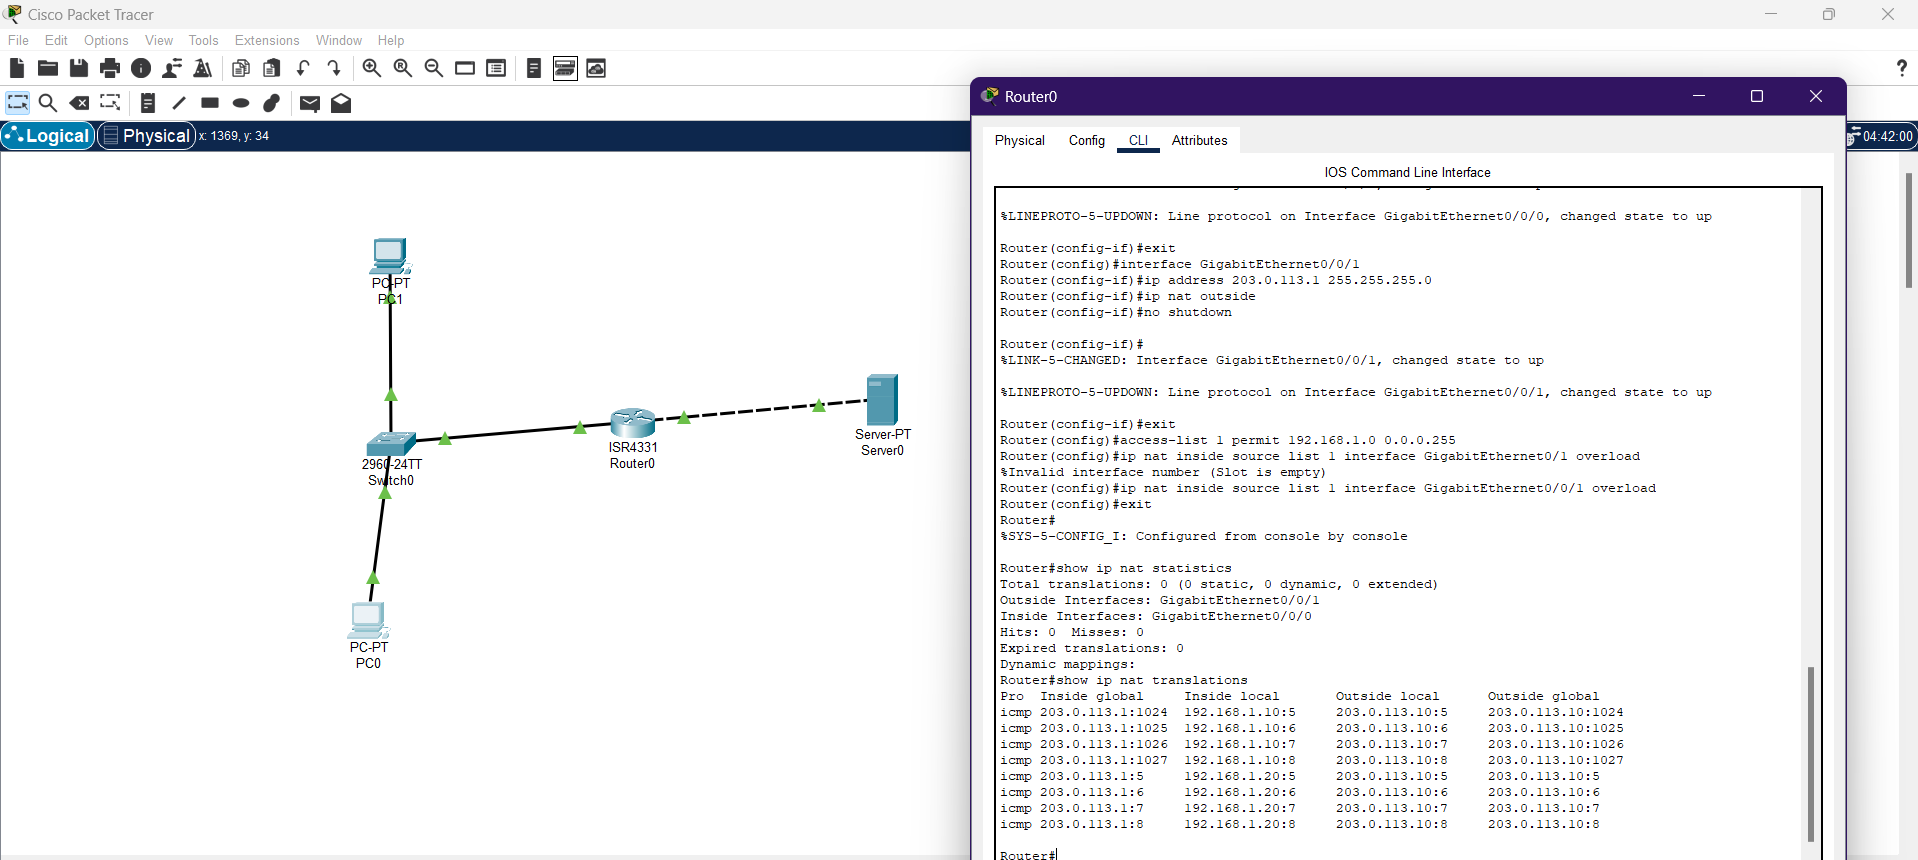 Cisco Packet Tracer
File Edit Options View Tools Extensions Window Help
Logical Physical x: 1369, y: 34
04:42:00
PC-PT
PC1
2960-24TT
Switch0
ISR4331
Router0
Server-PT
Server0
PC-PT
PC0
Router0
Physical Config CLI Attributes
IOS Command Line Interface
%LINEPROTO-5-UPDOWN: Line protocol on Interface GigabitEthernet0/0/0, changed state to up
Router(config-if)#exit
Router(config)#interface GigabitEthernet0/0/1
Router(config-if)#ip address 203.0.113.1 255.255.255.0
Router(config-if)#ip nat outside
Router(config-if)#no shutdown
Router(config-if)#
%LINK-5-CHANGED: Interface GigabitEthernet0/0/1, changed state to up
%LINEPROTO-5-UPDOWN: Line protocol on Interface GigabitEthernet0/0/1, changed state to up
Router(config-if)#exit
Router(config)#access-list 1 permit 192.168.1.0 0.0.0.255
Router(config)#ip nat inside source list 1 interface GigabitEthernet0/1 overload
%Invalid interface number (Slot is empty)
Router(config)#ip nat inside source list 1 interface GigabitEthernet0/0/1 overload
Router(config)#exit
Router#
%SYS-5-CONFIG_I: Configured from console by console
Router#show ip nat statistics
Total translations: 0 (0 static, 0 dynamic, 0 extended)
Outside Interfaces: GigabitEthernet0/0/1
Inside Interfaces: GigabitEthernet0/0/0
Hits: 0 Misses: 0
Expired translations: 0
Dynamic mappings:
Router#show ip nat translations
Pro Inside global Inside local Outside local Outside global
icmp 203.0.113.1:1024 192.168.1.10:5 203.0.113.10:5 203.0.113.10:1024
icmp 203.0.113.1:1025 192.168.1.10:6 203.0.113.10:6 203.0.113.10:1025
icmp 203.0.113.1:1026 192.168.1.10:7 203.0.113.10:7 203.0.113.10:1026
icmp 203.0.113.1:1027 192.168.1.10:8 203.0.113.10:8 203.0.113.10:1027
icmp 203.0.113.1:5 192.168.1.20:5 203.0.113.10:5 203.0.113.10:5
icmp 203.0.113.1:6 192.168.1.20:6 203.0.113.10:6 203.0.113.10:6
icmp 203.0.113.1:7 192.168.1.20:7 203.0.113.10:7 203.0.113.10:7
icmp 203.0.113.1:8 192.168.1.20:8 203.0.113.10:8 203.0.113.10:8
Router#